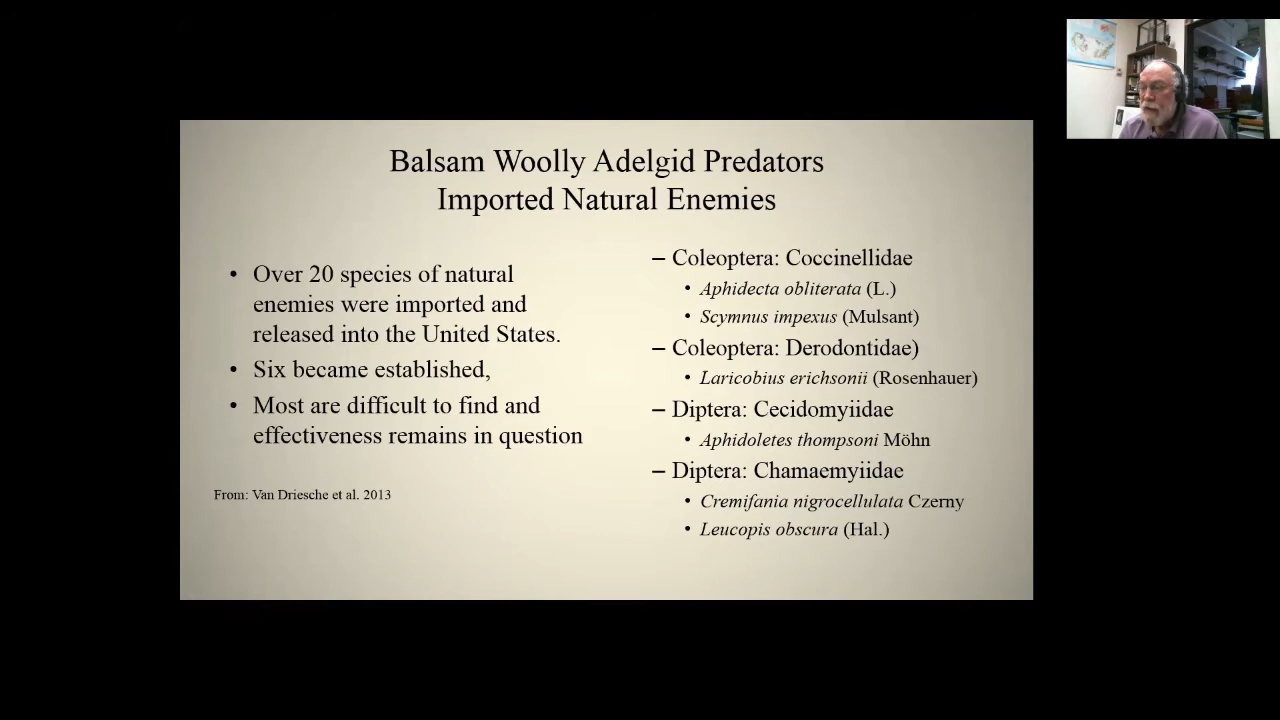 Balsam Woolly Adelgid Predators
Imported Natural Enemies
• Over 20 species of natural
enemies were imported and
released into the United States.
• Six became established,
• Most are difficult to find and
effectiveness remains in question
From: Van Driesche et al. 2013
– Coleoptera: Coccinellidae
• Aphidecta obliterata (L.)
• Scymnus impexus (Mulsant)
– Coleoptera: Derodontidae)
• Laricobius erichsonii (Rosenhauer)
– Diptera: Cecidomyiidae
• Aphidoletes thompsoni Möhn
– Diptera: Chamaemyiidae
• Cremifania nigrocellulata Czerny
• Leucopis obscura (Hal.)